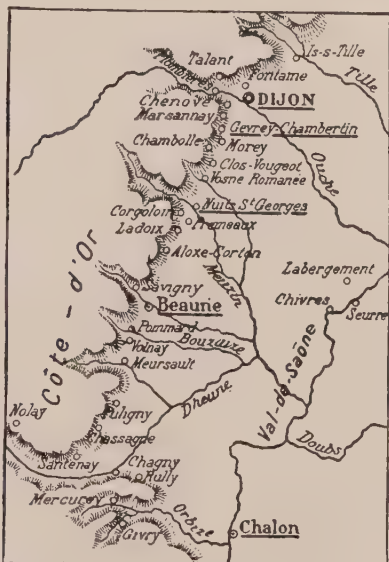 Is-s-Tille
Talant
Tille
Fontaine
Plombières
DIJON
Chenove
Marsannay
Gevrey-Chambertin
Chambolle
Morey
Clos-Vougeot
Vosne Romanée
Ouche
Nuits St Georges
Corgoloin
Premeaux
Ladoix
Aloxe-Corton
Côte-d'Or
Labergement
Savigny
Beaune
Chivres
Seurre
Pommard
Bouzaize
Volnay
Meursault
Val-de-Saône
Dheune
Puligny
Nolay
Chassagne
Doubs
Santenay
Chagny
Rully
Mercurey
Orbize
Chalon
Givry